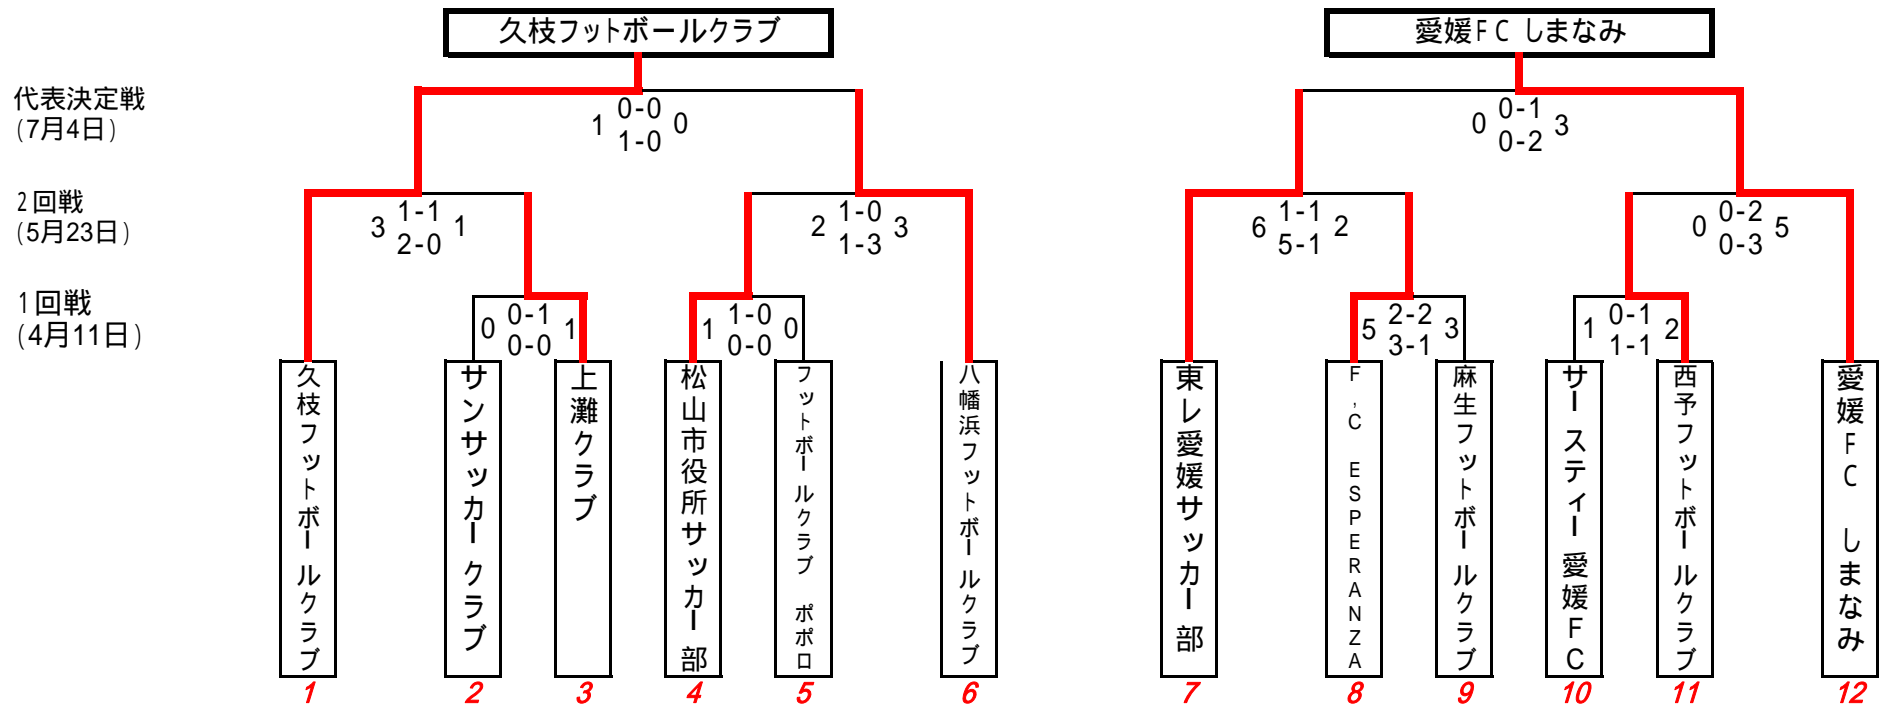 久枝フットボールクラブ
愛媛FC しまなみ
代表決定戦
(7月4日)
1 0-0 0
1-0
0 0-1 3
0-2
2回戦
(5月23日)
3 1-1 1
2-0
2 1-0 3
1-3
6 1-1 2
5-1
0 0-2 5
0-3
1回戦
(4月11日)
0 0-1 1
0-0
1 1-0 0
0-0
5 2-2 3
3-1
1 0-1 2
1-1
久枝フットボールクラブ
サンサッカークラブ
上灘クラブ
松山市役所サッカー部
フットボールクラブ ポポロ
八幡浜フットボールクラブ
東レ愛媛サッカー部
F,C ESPERANZA
麻生フットボールクラブ
サースティー愛媛FC
西予フットボールクラブ
愛媛FC しまなみ
1 2 3 4 5 6 7 8 9 10 11 12